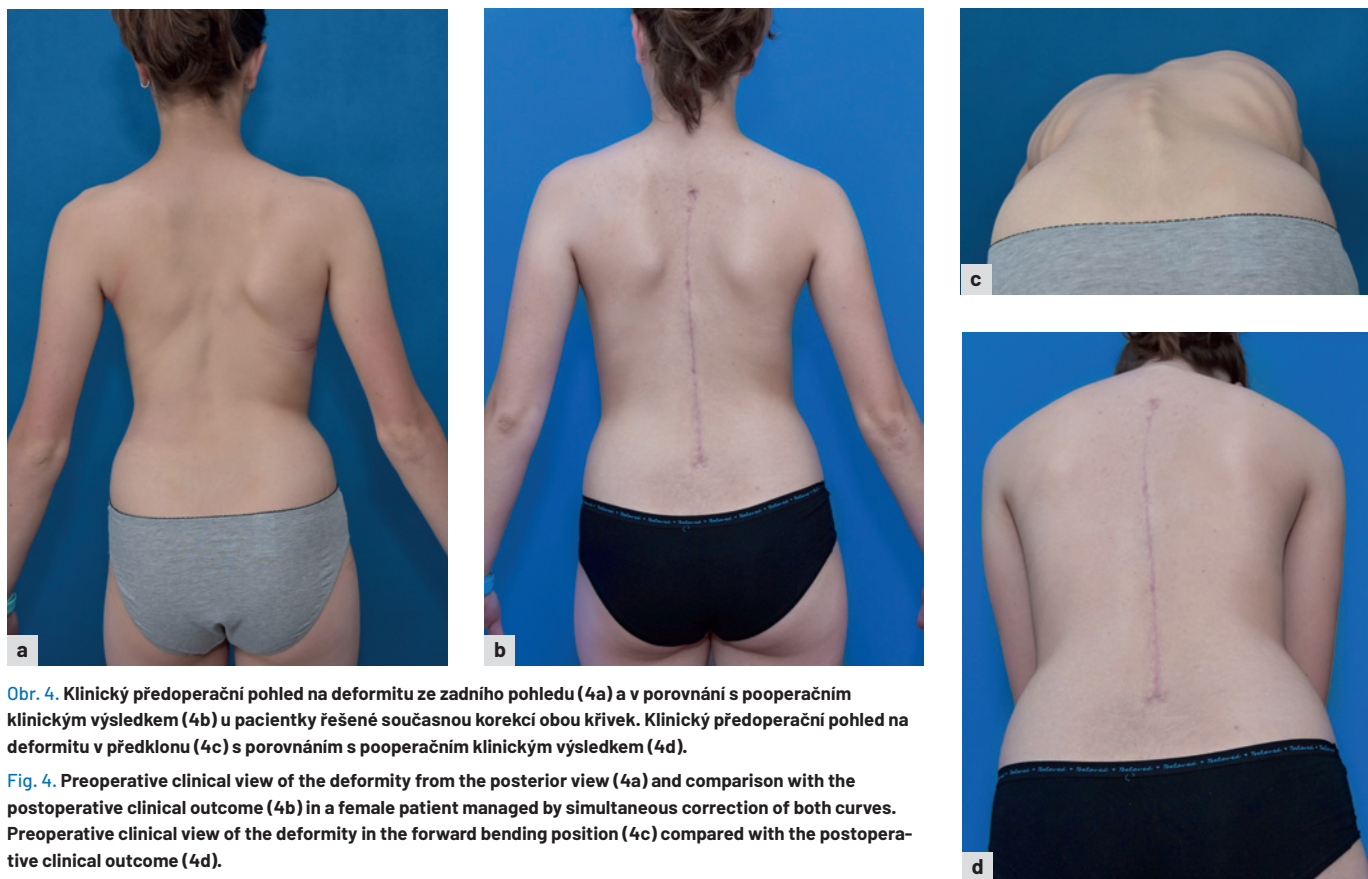 a
b
c
d
Obr. 4. Klinický předoperační pohled na deformitu ze zadního pohledu (4a) a v porovnání s pooperačním
klinickým výsledkem (4b) u pacientky řešené současnou korekcí obou křivek. Klinický předoperační pohled na
deformitu v předklonu (4c) s porovnáním s pooperačním klinickým výsledkem (4d).
Fig. 4. Preoperative clinical view of the deformity from the posterior view (4a) and comparison with the
postoperative clinical outcome (4b) in a female patient managed by simultaneous correction of both curves.
Preoperative clinical view of the deformity in the forward bending position (4c) compared with the postopera-
tive clinical outcome (4d).